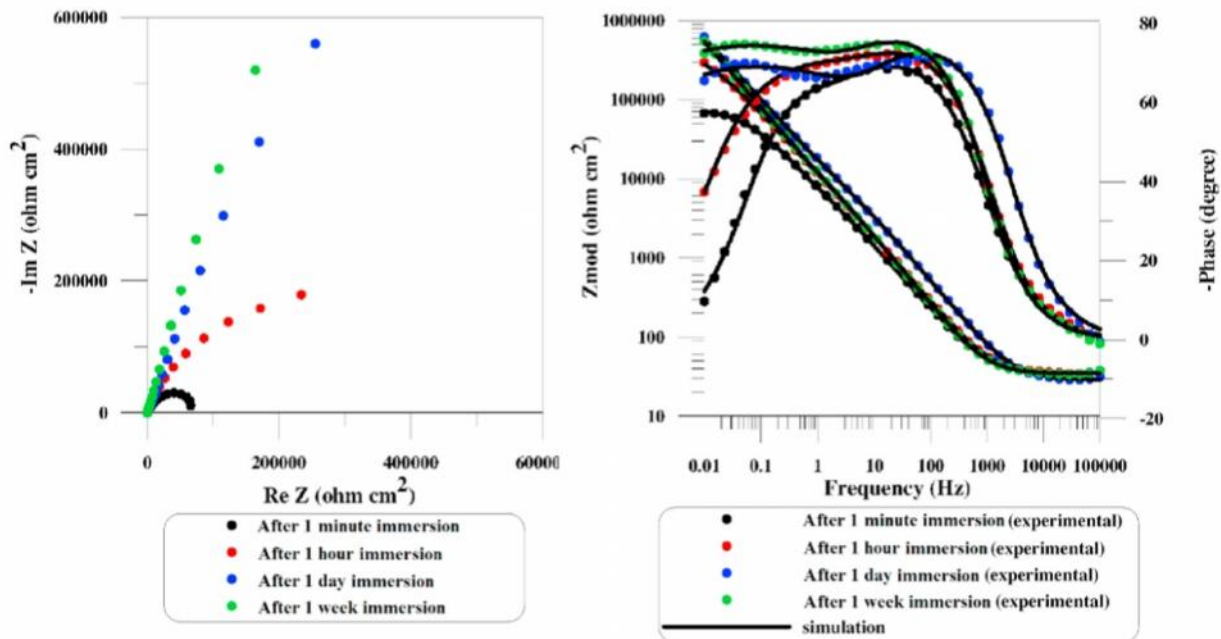 600000
400000
200000
0
-Im Z (ohm cm2)
0
200000
400000
60000
Re Z (ohm cm2)
After 1 minute immersion
After 1 hour immersion
After 1 day immersion
After 1 week immersion
1000000
100000
10000
1000
100
10
Zmod (ohm cm2)
80
60
40
20
0
-20
-Phase (degree)
0.01 0.1 1 10 100 1000 10000 100000
Frequency (Hz)
After 1 minute immersion (experimental)
After 1 hour immersion (experimental)
After 1 day immersion (experimental)
After 1 week immersion (experimental)
simulation